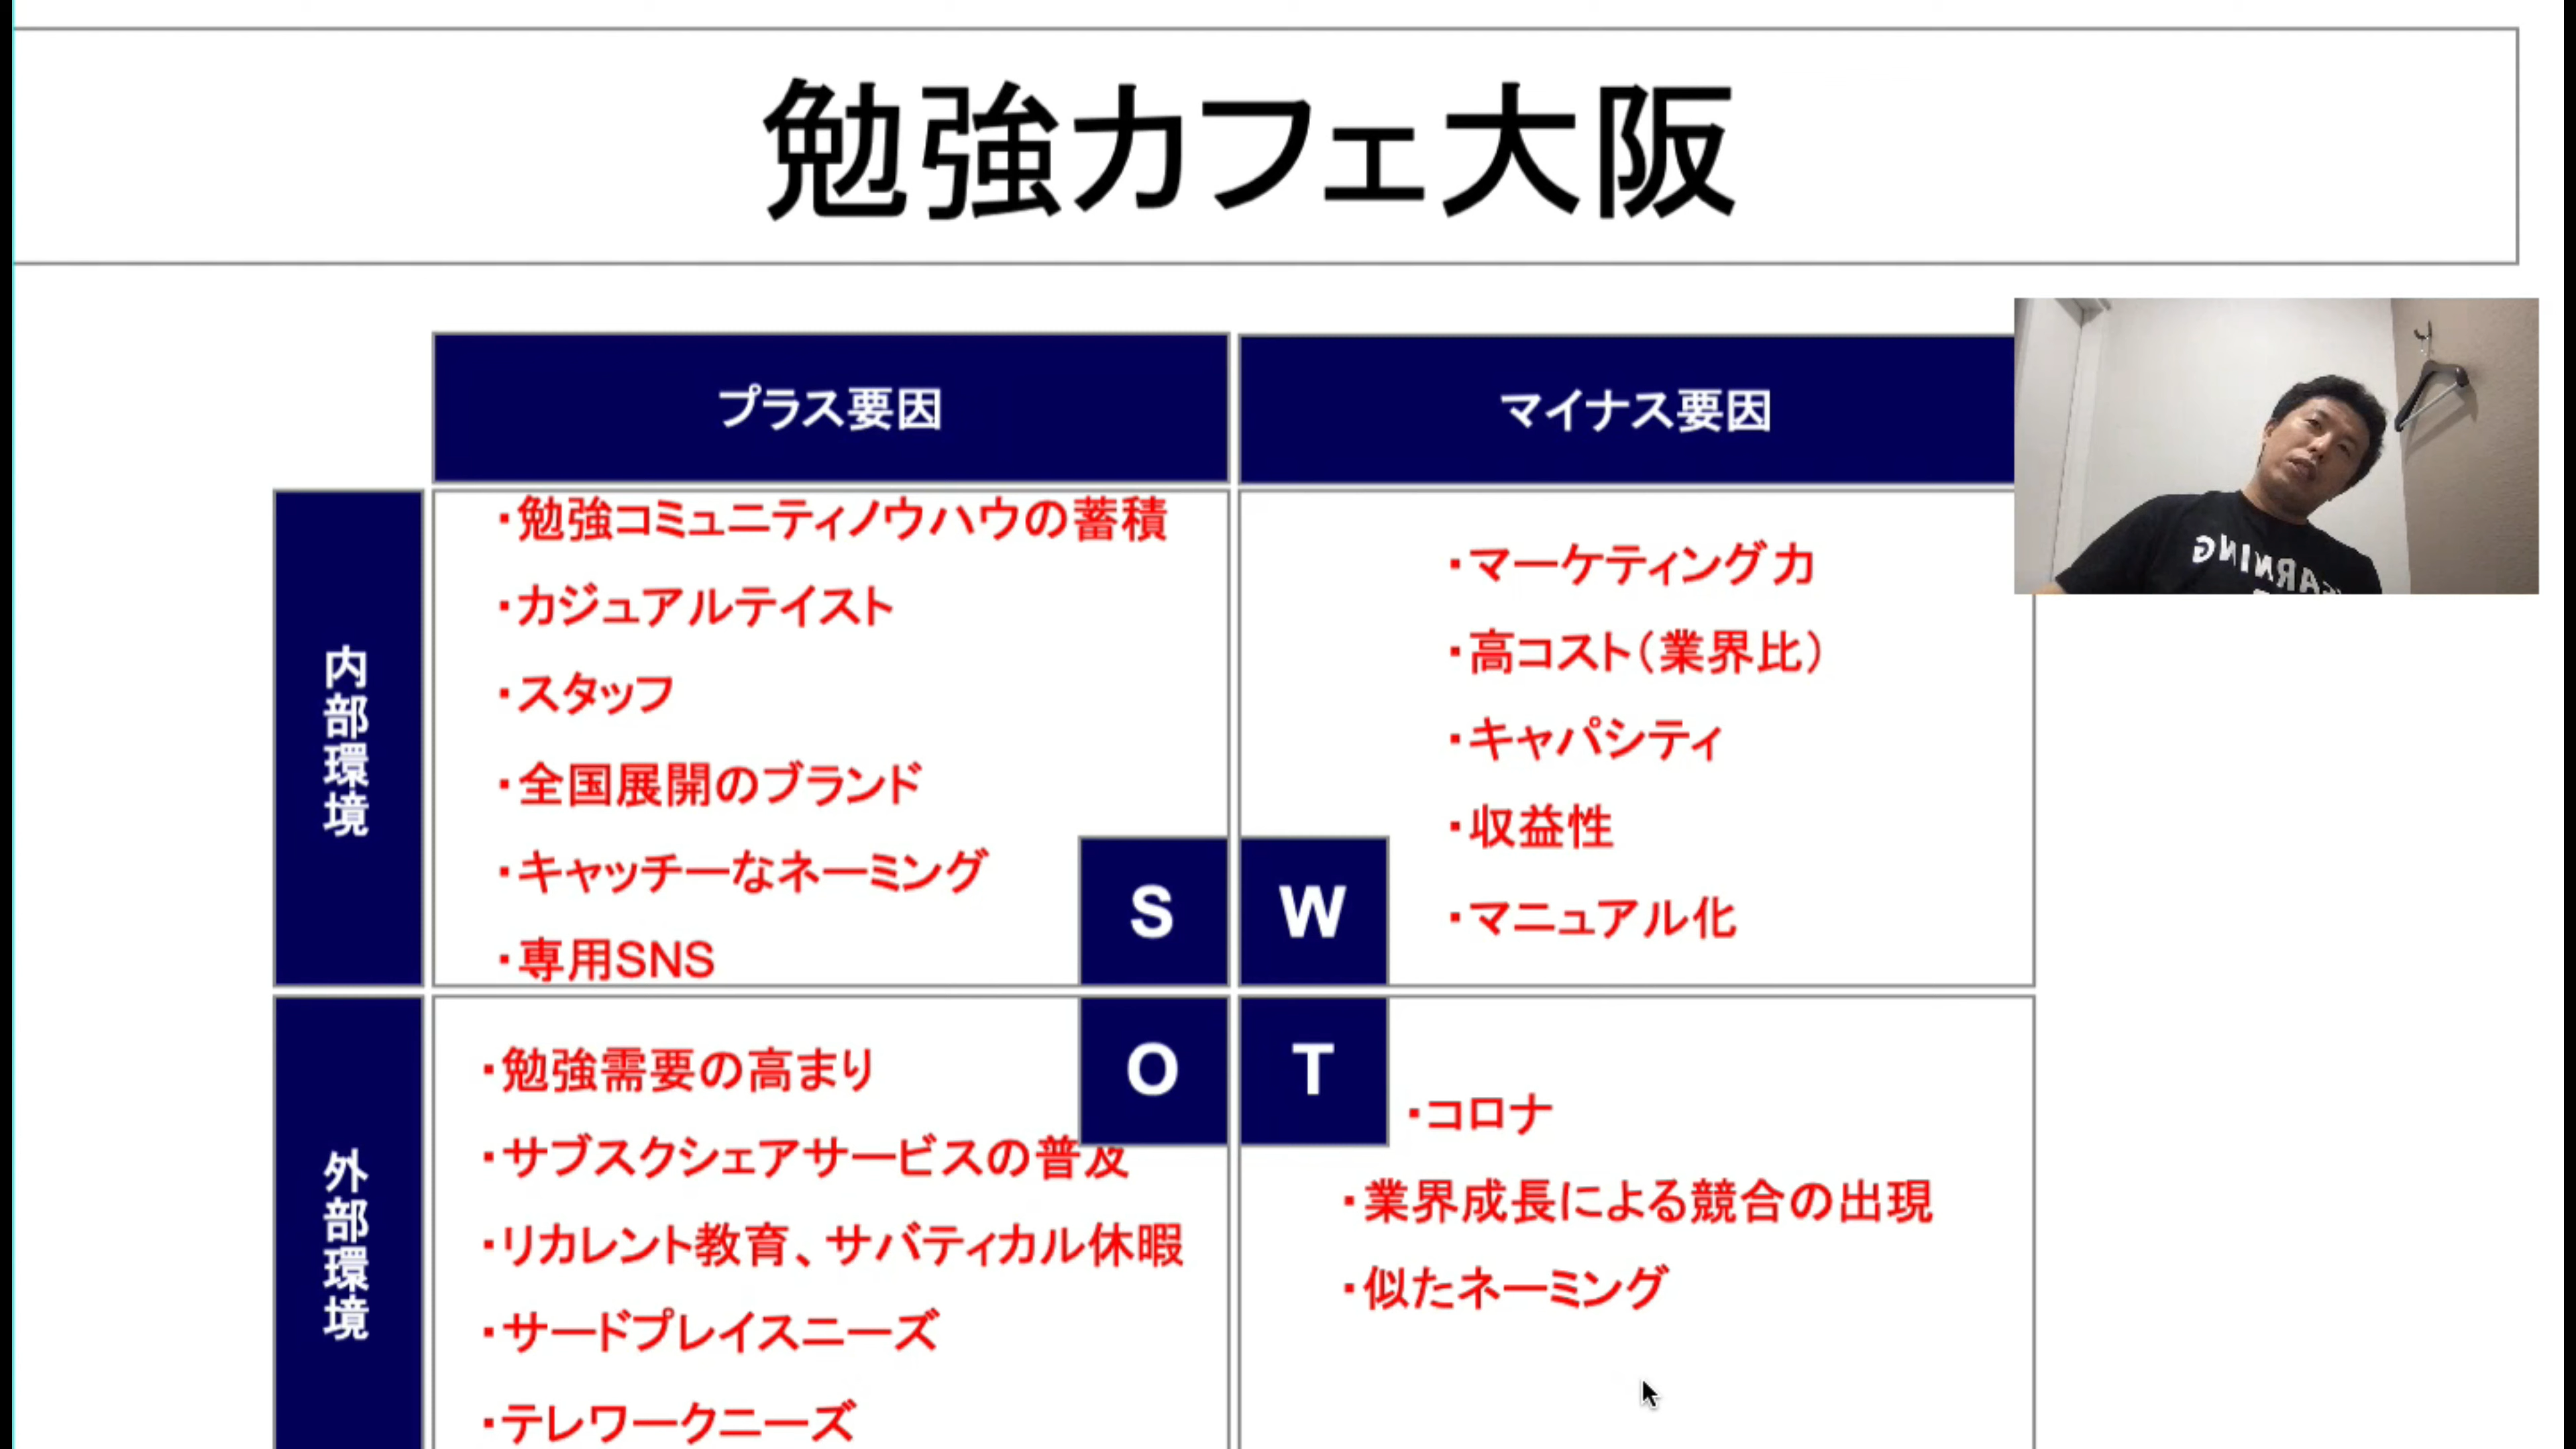 勉強カフェ大阪
プラス要因
マイナス要因
内部環境
・勉強コミュニティノウハウの蓄積
・カジュアルテイスト
・スタッフ
・全国展開のブランド
・キャッチーなネーミング
・専用SNS
S
・マーケティング力
・高コスト（業界比）
・キャパシティ
・収益性
・マニュアル化
W
外部環境
・勉強需要の高まり
・サブスクシェアサービスの普及
・リカレント教育、サバティカル休暇
・サードプレイスニーズ
・テレワークニーズ
O
T
・コロナ
・業界成長による競合の出現
・似たネーミング